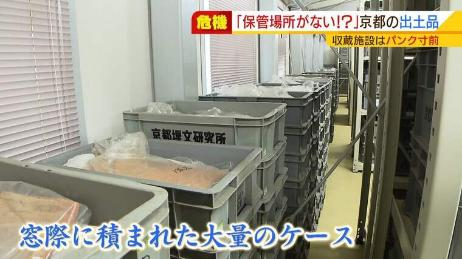 危機 「保管場所がない!?」京都の出土品
収蔵施設はパンク寸前
京都埋文研究所
窓際に積まれた大量のケース